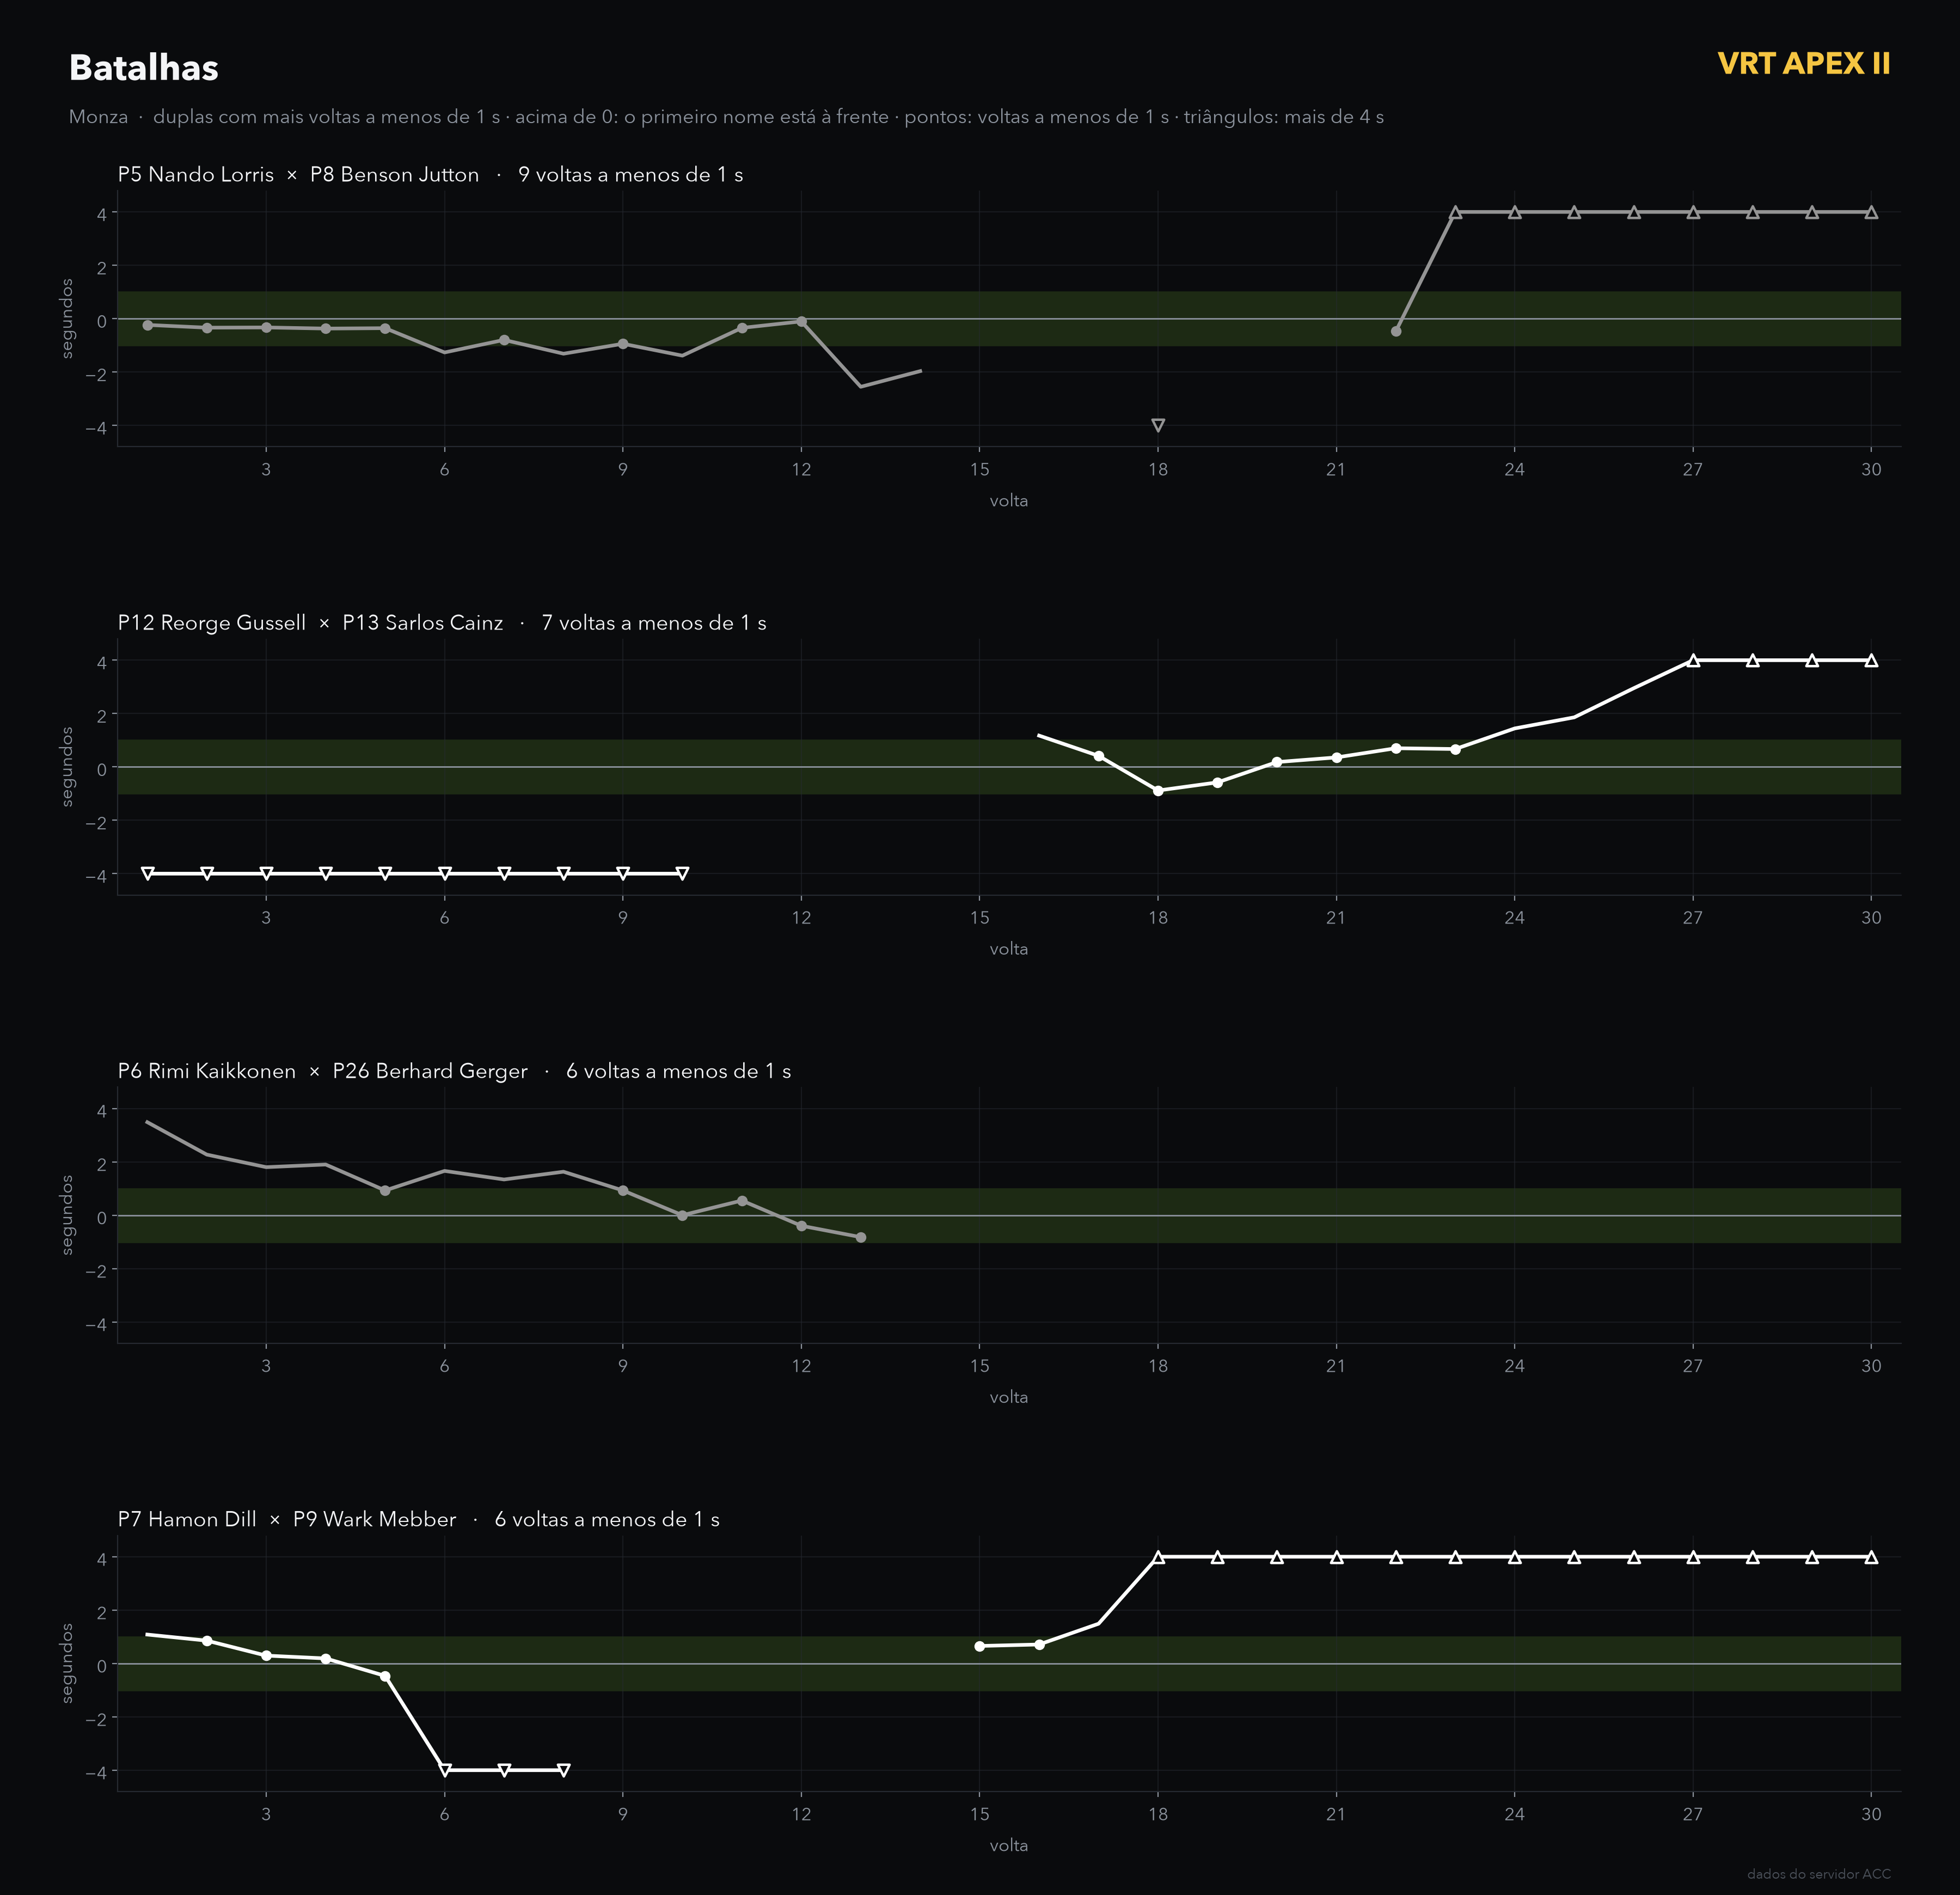 Batalhas
VRT APEX II
Monza · duplas com mais voltas a menos de 1 s · acima de 0: o primeiro nome está à frente · pontos: voltas a menos de 1 s · triângulos: mais de 4 s
P5 Nando Lorris × P8 Benson Jutton · 9 voltas a menos de 1 s
4
2
0
−2
−4
segundos
3 6 9 12 15 18 21 24 27 30
volta
P12 Reorge Gussell × P13 Sarlos Cainz · 7 voltas a menos de 1 s
4
2
0
−2
−4
segundos
3 6 9 12 15 18 21 24 27 30
volta
P6 Rimi Kaikkonen × P26 Berhard Gerger · 6 voltas a menos de 1 s
4
2
0
−2
−4
segundos
3 6 9 12 15 18 21 24 27 30
volta
P7 Hamon Dill × P9 Wark Mebber · 6 voltas a menos de 1 s
4
2
0
−2
−4
segundos
3 6 9 12 15 18 21 24 27 30
volta
dados do servidor ACC